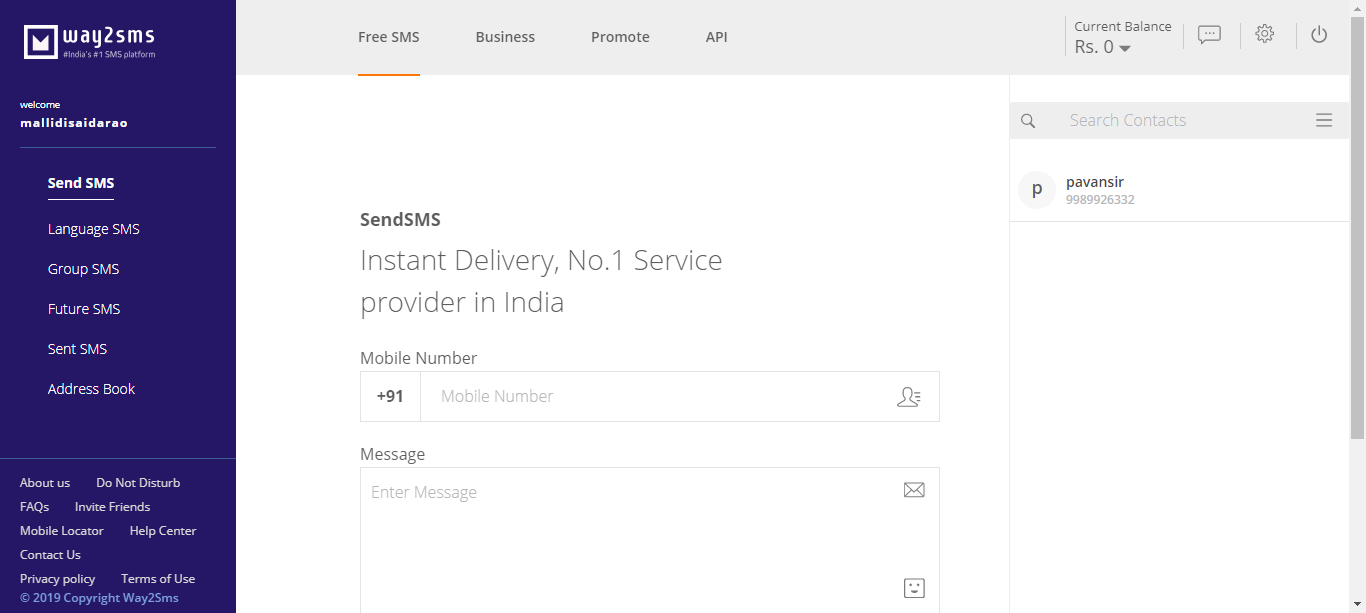 way2sms
#India's #1 SMS platform
welcome
mallidisaidarao
Send SMS
Language SMS
Group SMS
Future SMS
Sent SMS
Address Book
About us Do Not Disturb
FAQs Invite Friends
Mobile Locator Help Center
Contact Us
Privacy policy Terms of Use
© 2019 Copyright Way2Sms
Free SMS Business Promote API
Current Balance
Rs. 0
SendSMS
Instant Delivery, No.1 Service
provider in India
Mobile Number
+91 Mobile Number
Message
Enter Message
Search Contacts
p
pavansir
9989926332